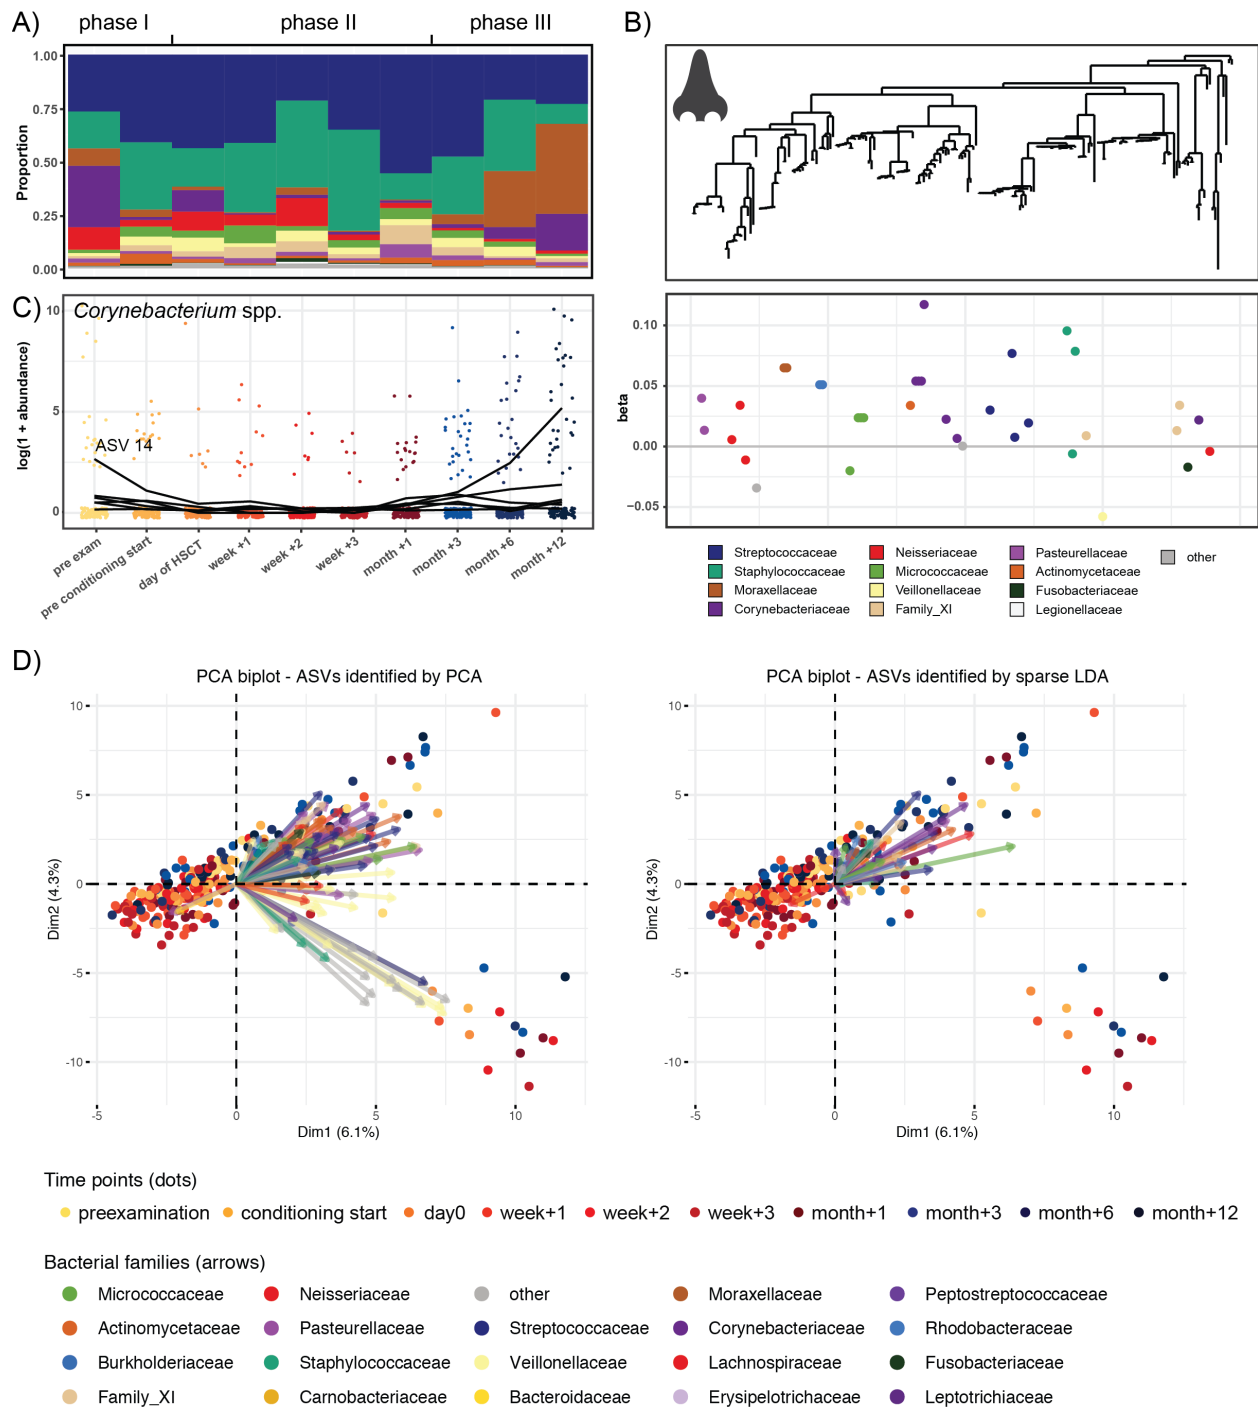 A)
phase I
phase II
phase III
B)
1.00
0.75
0.50
0.25
0.00
Proportion
C)
Corynebacterium spp.
10
5
0
log(1 + abundance)
ASV 14
pre exam
pre conditioning start
day of HSCT
week +1
week +2
week +3
month +1
month +3
month +6
month +12
0.10
0.05
0.00
−0.05
beta
Streptococcaceae
Neisseriaceae
Pasteurellaceae
other
Staphylococcaceae
Micrococcaceae
Actinomycetaceae
Moraxellaceae
Veillonellaceae
Fusobacteriaceae
Corynebacteriaceae
Family_XI
Legionellaceae
D)
PCA biplot - ASVs identified by PCA
10
5
0
-5
-10
Dim2 (4.3%)
-5
0
5
10
Dim1 (6.1%)
PCA biplot - ASVs identified by sparse LDA
10
5
0
-5
-10
Dim2 (4.3%)
-5
0
5
10
Dim1 (6.1%)
Time points (dots)
preexamination conditioning start day0 week+1 week+2 week+3 month+1 month+3 month+6 month+12
Bacterial families (arrows)
Micrococcaceae Neisseriaceae other Moraxellaceae Peptostreptococcaceae
Actinomycetaceae Pasteurellaceae Streptococcaceae Corynebacteriaceae Rhodobacteraceae
Burkholderiaceae Staphylococcaceae Veillonellaceae Lachnospiraceae Fusobacteriaceae
Family_XI Carnobacteriaceae Bacteroidaceae Erysipelotrichaceae Leptotrichiaceae